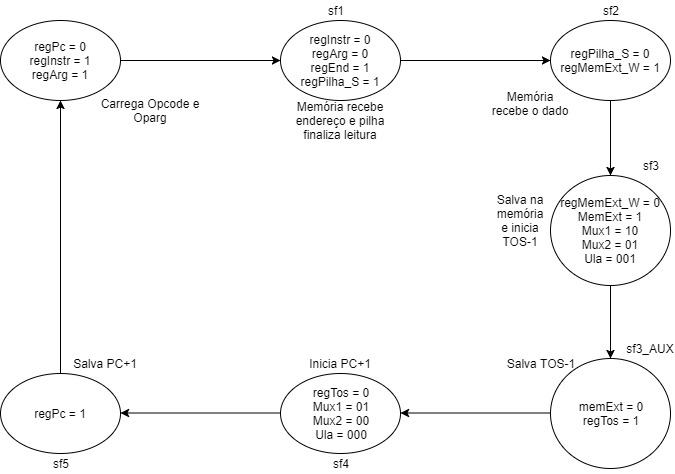 sf1
sf2
regPc = 0
regInstr = 1
regArg = 1
regInstr = 0
regArg = 0
regEnd = 1
regPilha_S = 1
regPilha_S = 0
regMemExt_W = 1
Carrega Opcode e
Oparg
Memória recebe
endereço e pilha
finaliza leitura
Memória
recebe o dado
sf3
Salva na
memória
e inicia
TOS-1
regMemExt_W = 0
MemExt = 1
Mux1 = 10
Mux2 = 01
Ula = 001
sf3_AUX
Salva PC+1
Inicia PC+1
Salva TOS-1
regPc = 1
regTos = 0
Mux1 = 01
Mux2 = 00
Ula = 000
memExt = 0
regTos = 1
sf5
sf4